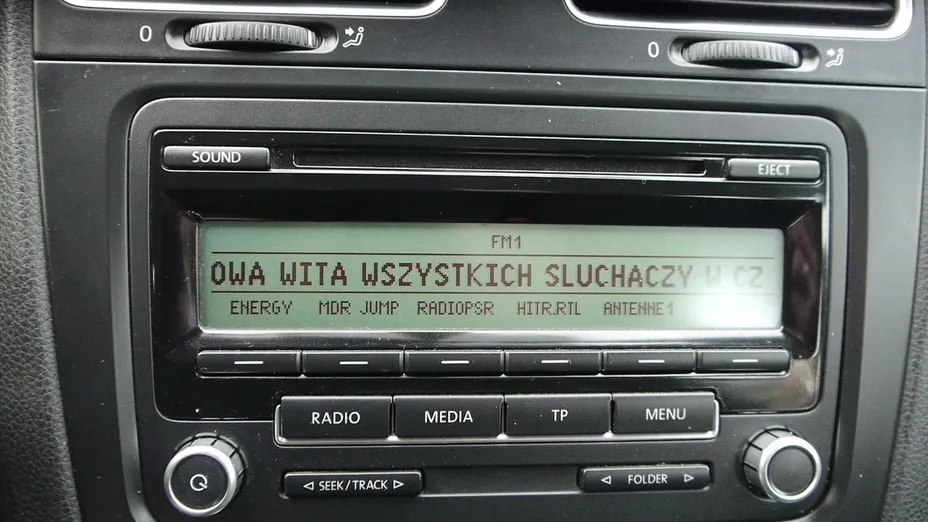 0
0
SOUND
EJECT
FM1
OWA WITA WSZYSTKICH SLUCHACZY W CZ
ENERGY MDR JUMP RADIOPSR HITR.RTL ANTENNE1
RADIO MEDIA TP MENU
SEEK/TRACK
FOLDER